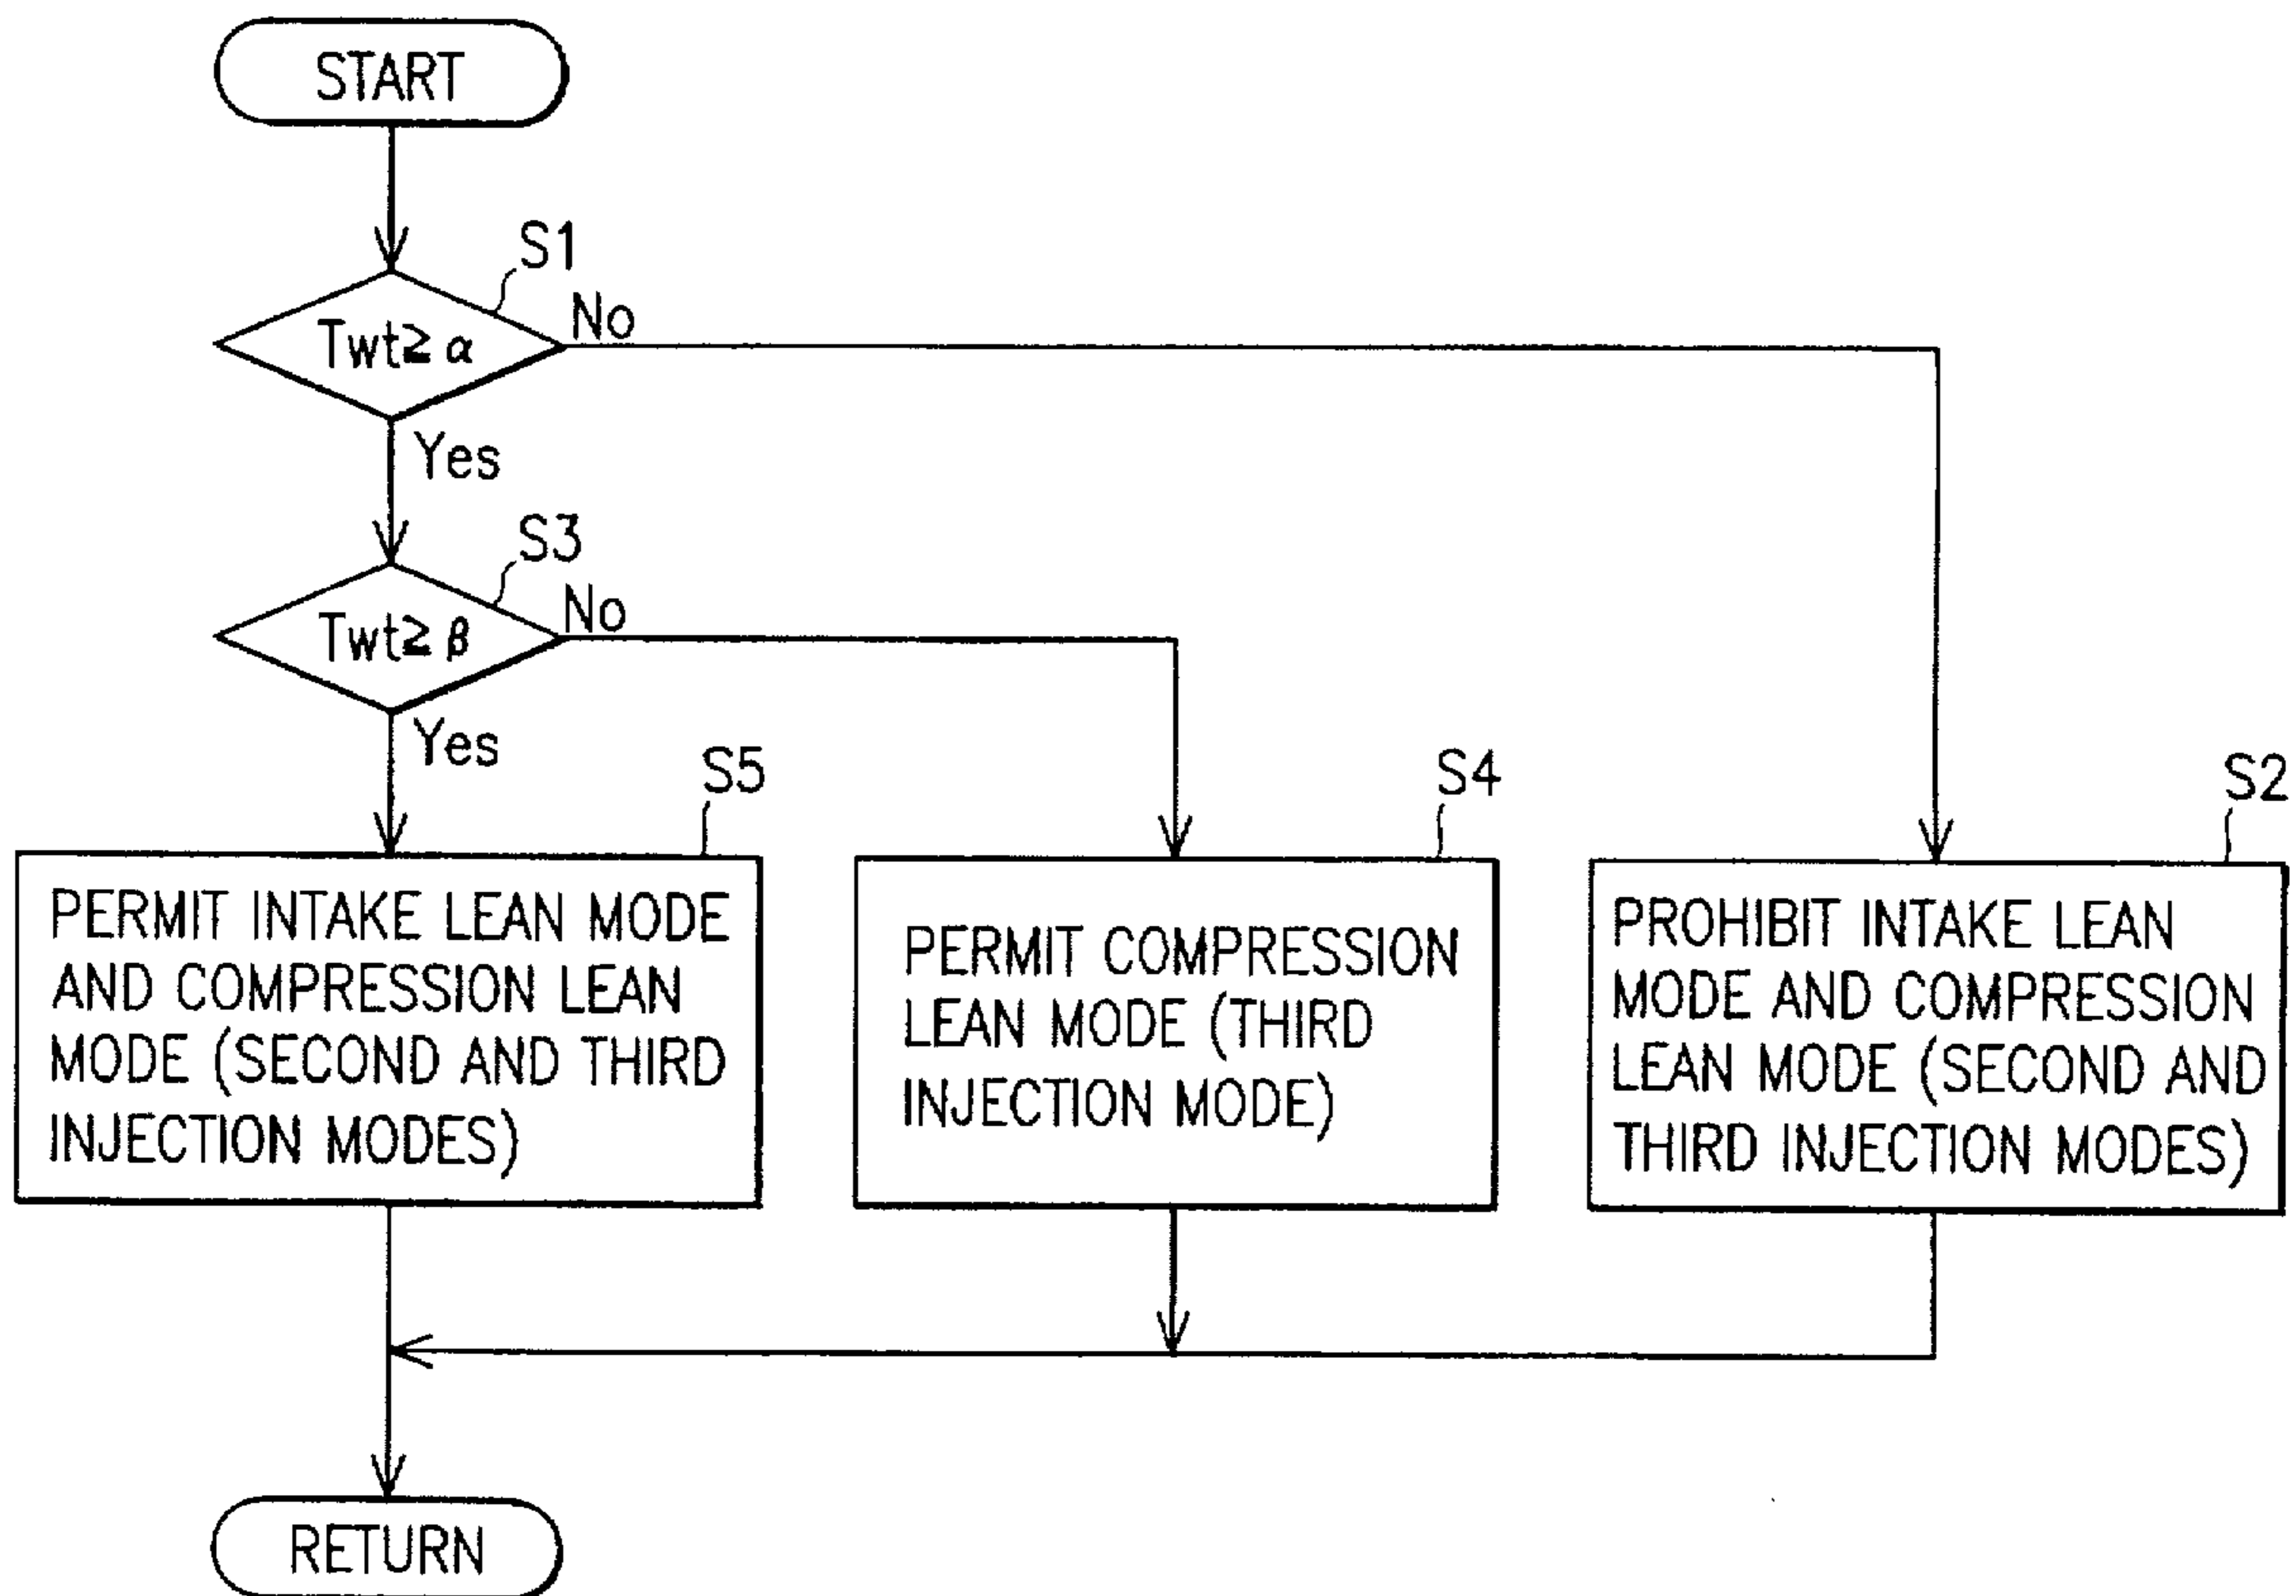 START
S1
Twt≧α
No
Yes
S3
Twt≧β
No
Yes
S5
PERMIT INTAKE LEAN MODE
AND COMPRESSION LEAN
MODE (SECOND AND THIRD
INJECTION MODES)
S4
PERMIT COMPRESSION
LEAN MODE (THIRD
INJECTION MODE)
S2
PROHIBIT INTAKE LEAN
MODE AND COMPRESSION
LEAN MODE (SECOND AND
THIRD INJECTION MODES)
RETURN